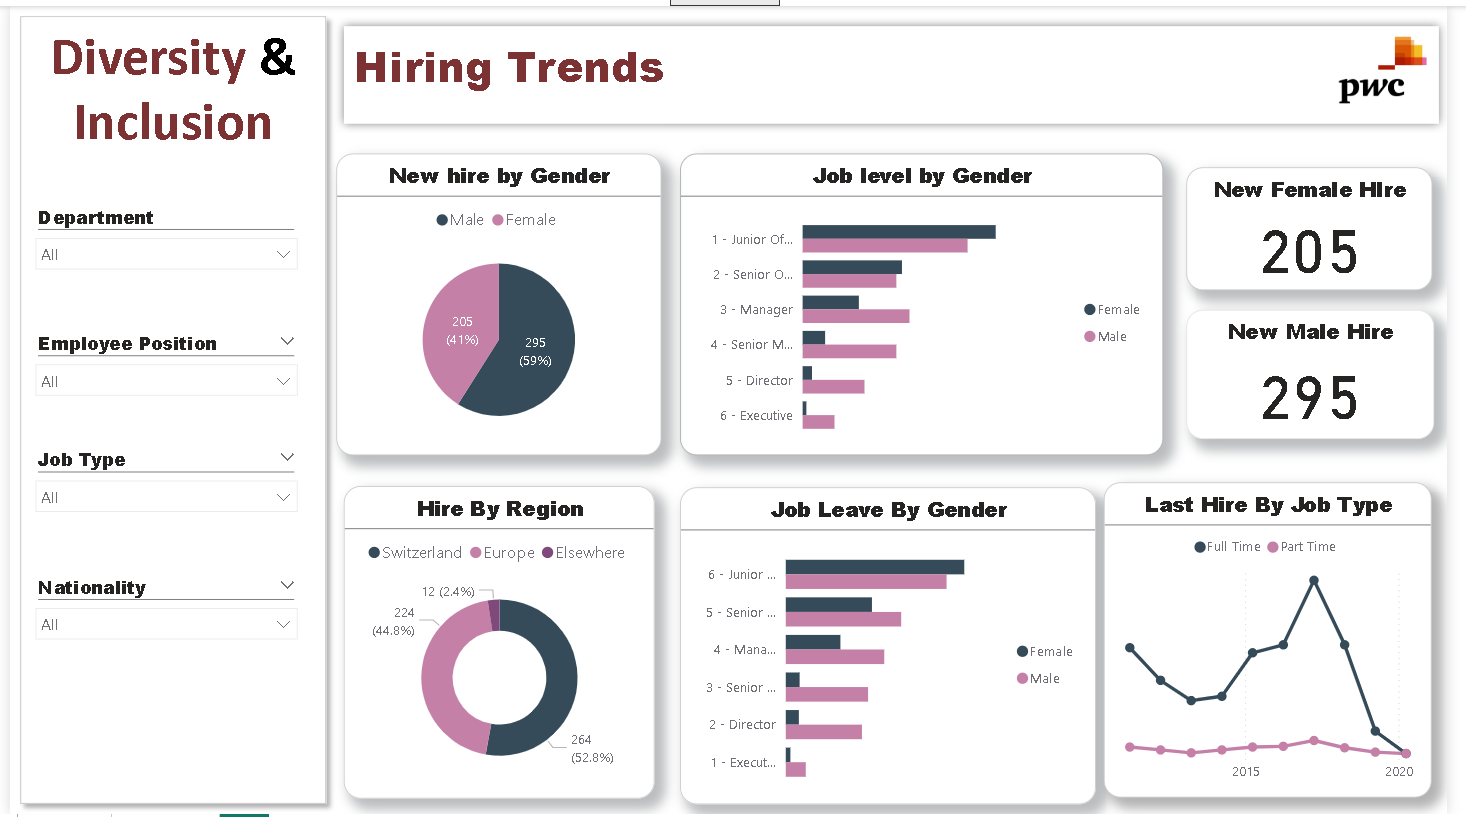 Diversity &
Inclusion
Department
All
Employee Position
All
Job Type
All
Nationality
All
Hiring Trends
pwc
New hire by Gender
Male Female
205
(41%)
295
(59%)
Job level by Gender
1 - Junior Of...
2 - Senior O...
3 - Manager
4 - Senior M...
5 - Director
6 - Executive
Female
Male
New Female HIre
205
New Male Hire
295
Hire By Region
Switzerland Europe Elsewhere
12 (2.4%)
224
(44.8%)
264
(52.8%)
Job Leave By Gender
6 - Junior ...
5 - Senior ...
4 - Mana...
3 - Senior ...
2 - Director
1 - Execut...
Female
Male
Last Hire By Job Type
Full Time Part Time
2015 2020